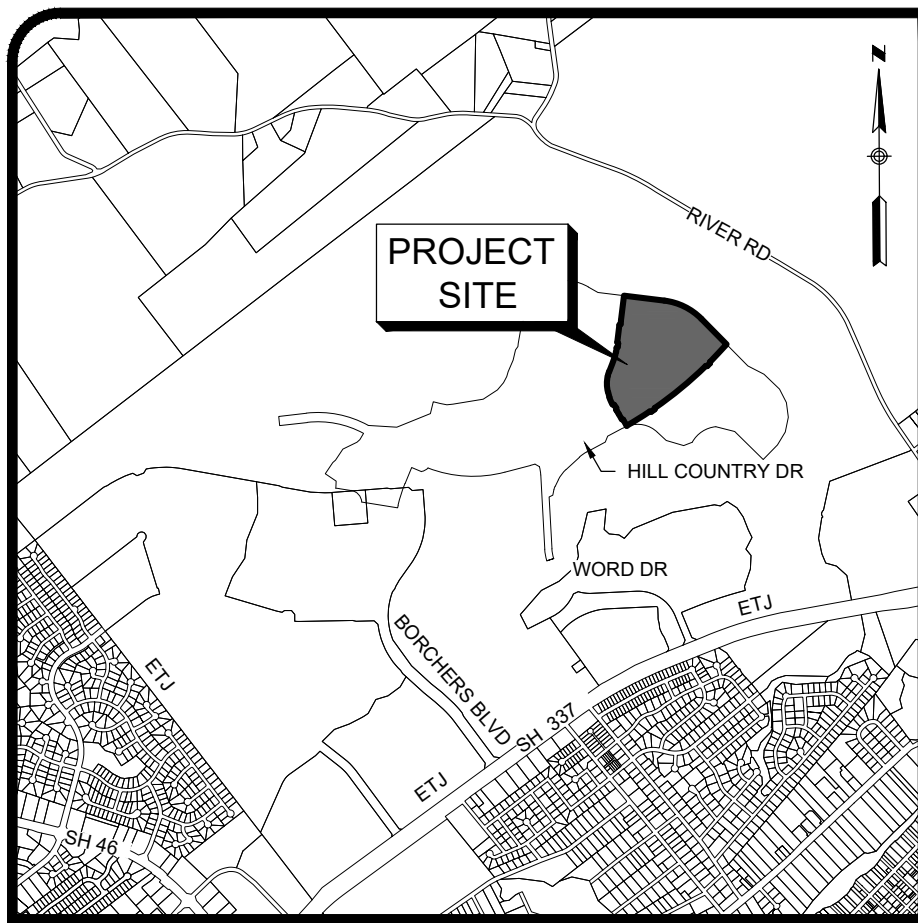 N
RIVER RD
PROJECT
SITE
HILL COUNTRY DR
WORD DR
ETJ
BORCHERS BLVD
ETJ
SH 337
ETJ
SH 46